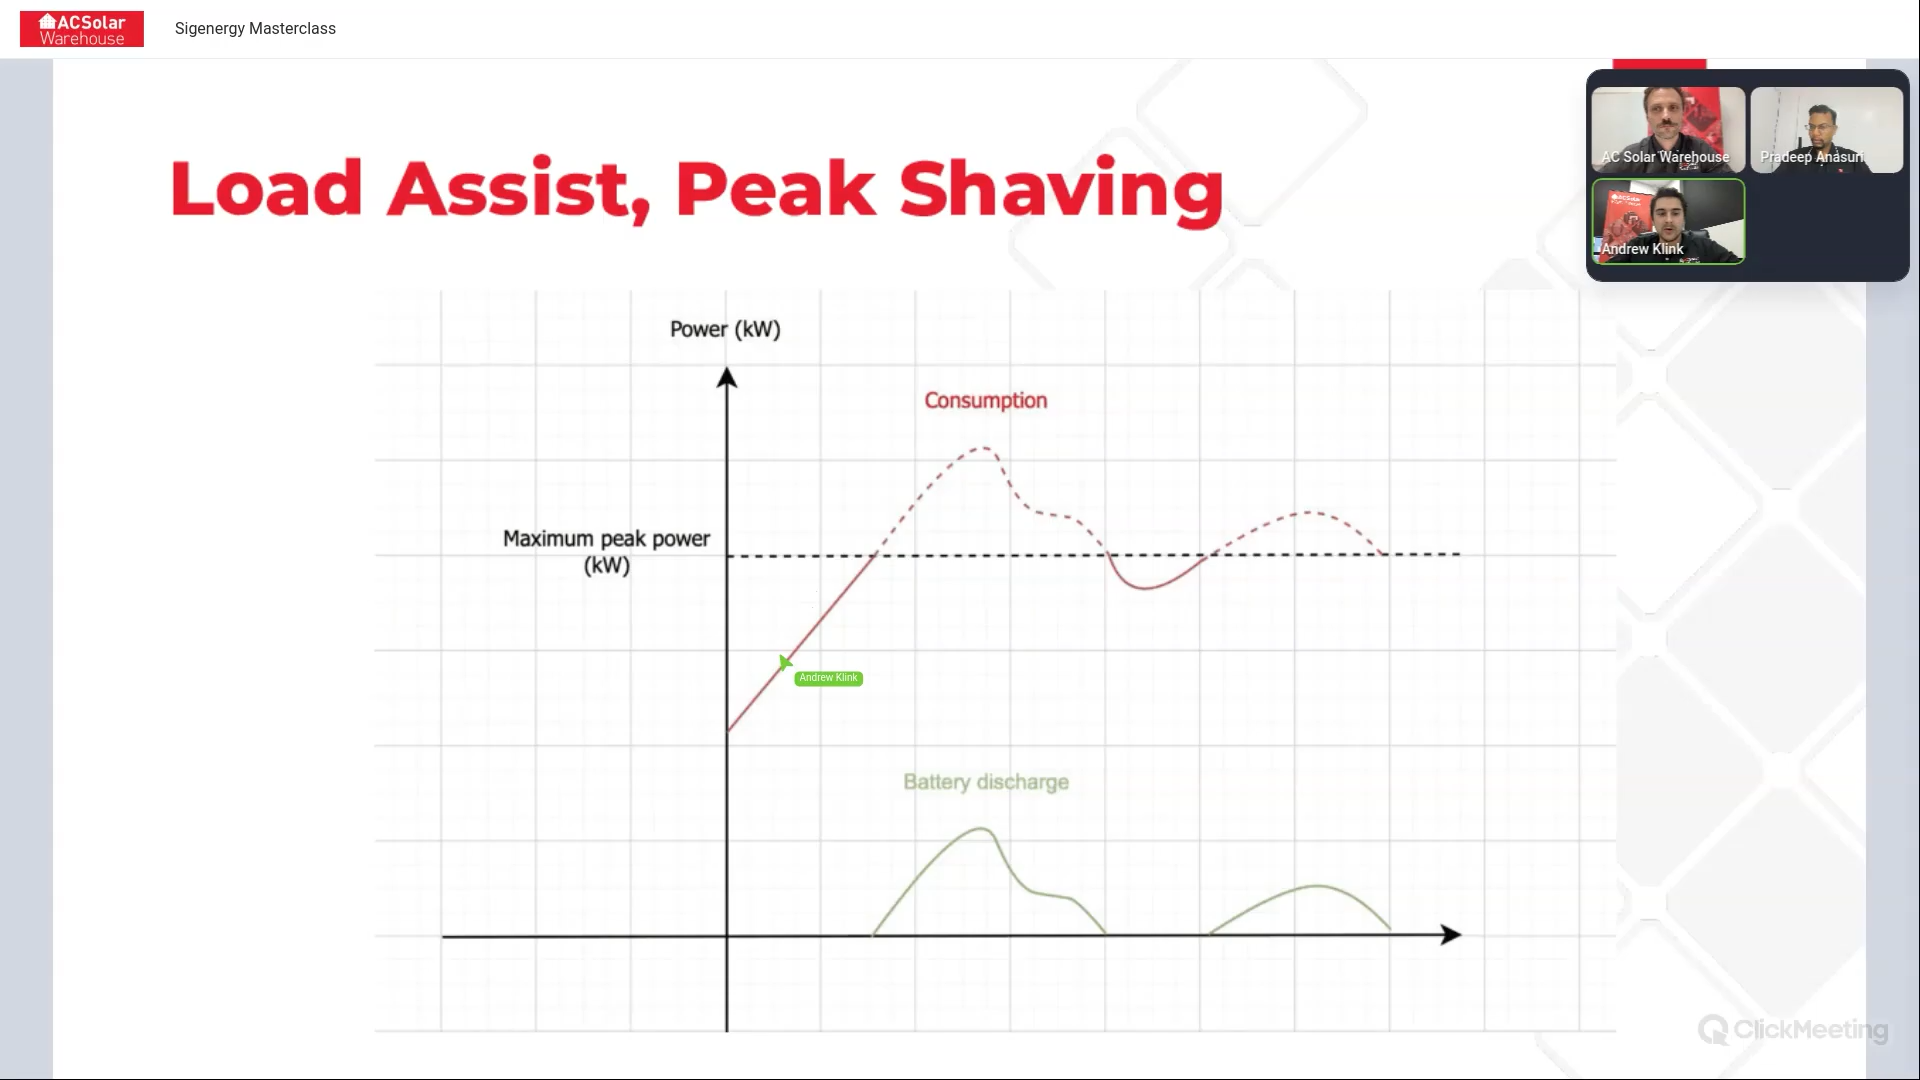 ACSolar
Warehouse
Sigenergy Masterclass
AC Solar Warehouse
Pradeep Anasuri
Andrew Klink
Load Assist, Peak Shaving
Power (kW)
Consumption
Maximum peak power
(kW)
Andrew Klink
Battery discharge
ClickMeeting